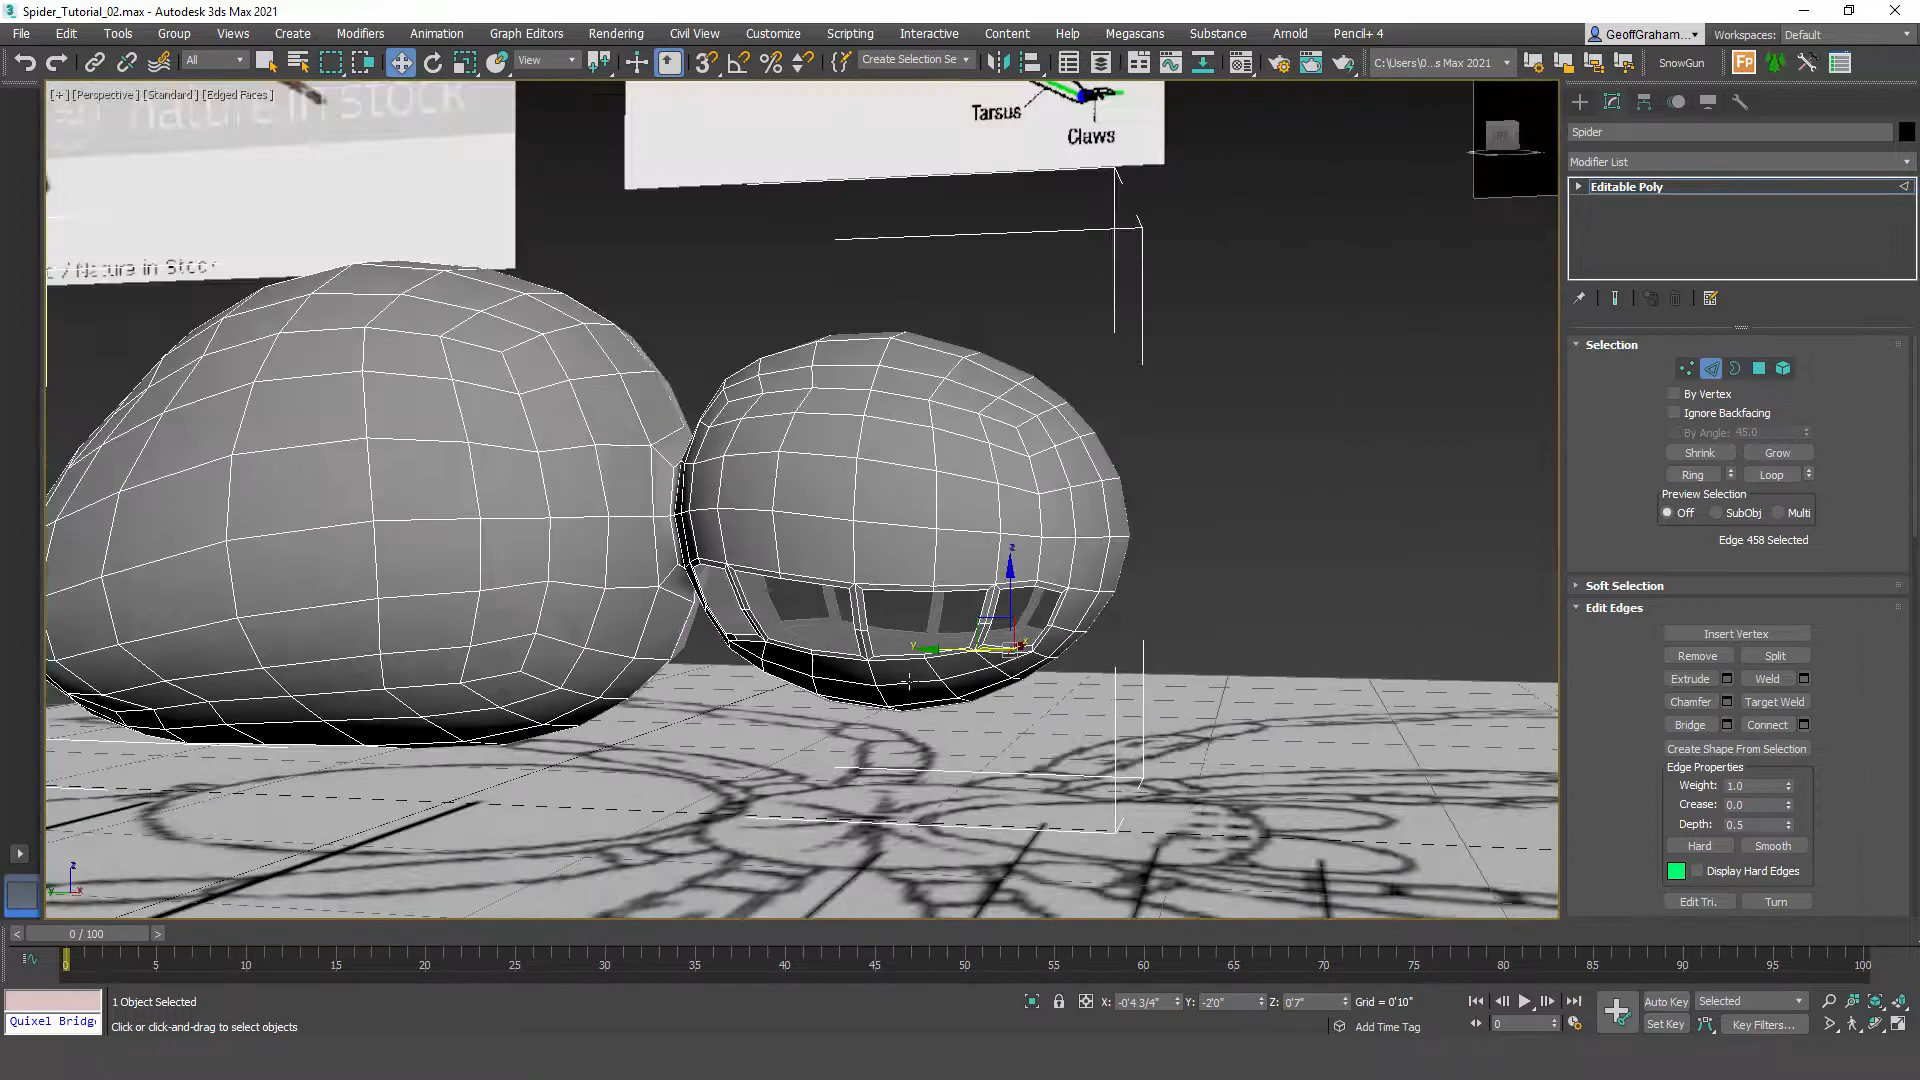 Spider_Tutorial_02.max - Autodesk 3ds Max 2021
File Edit Tools Group Views Create Modifiers Animation Graph Editors Rendering Civil View Customize Scripting Interactive Content Help Megascans Substance Arnold Pencil+ 4
GeoffGraham... Workspaces: Default
All View Create Selection Se C:\Users\0...s Max 2021 SnowGun
[+] [Perspective] [Standard] [Edged Faces]
Nature in Stock
Tarsus
Claws
/ Nature in Stock
Spider
Modifier List
Editable Poly
Selection
By Vertex
Ignore Backfacing
By Angle: 45.0
Shrink Grow
Ring Loop
Preview Selection
Off SubObj Multi
Edge 458 Selected
Soft Selection
Edit Edges
Insert Vertex
Remove Split
Extrude Weld
Chamfer Target Weld
Bridge Connect
Create Shape From Selection
Edge Properties
Weight: 1.0
Crease: 0.0
Depth: 0.5
Hard Smooth
Display Hard Edges
Edit Tri. Turn
z
y x
z
y x
< 0 / 100 >
0 5 10 15 20 25 30 35 40 45 50 55 60 65 70 75 80 85 90 95 100
1 Object Selected
X: -0'4 3/4" Y: -2'0" Z: 0'7" Grid = 0'10"
Auto Key Selected
Quixel Bridg
Click or click-and-drag to select objects
Add Time Tag
0
Set Key Key Filters...